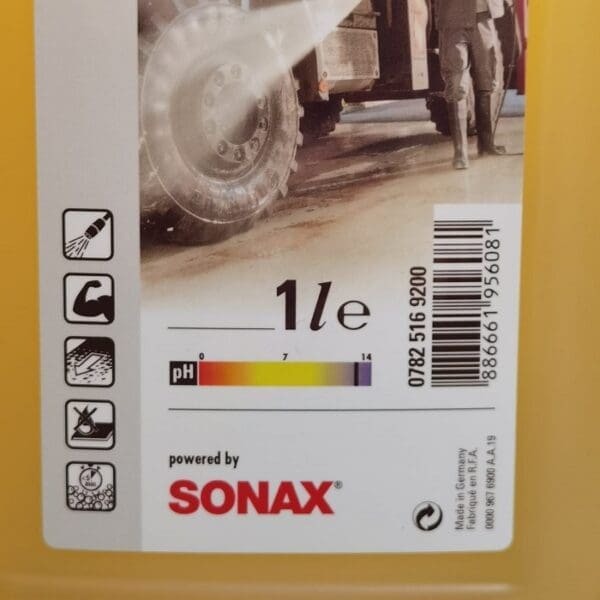 1le
pH
0 7 14
0782 516 9200
886661 956081
powered by
SONAX®
Made in Germany
Fabriqué en R.F.A.
0000 967 6900 A.A.19